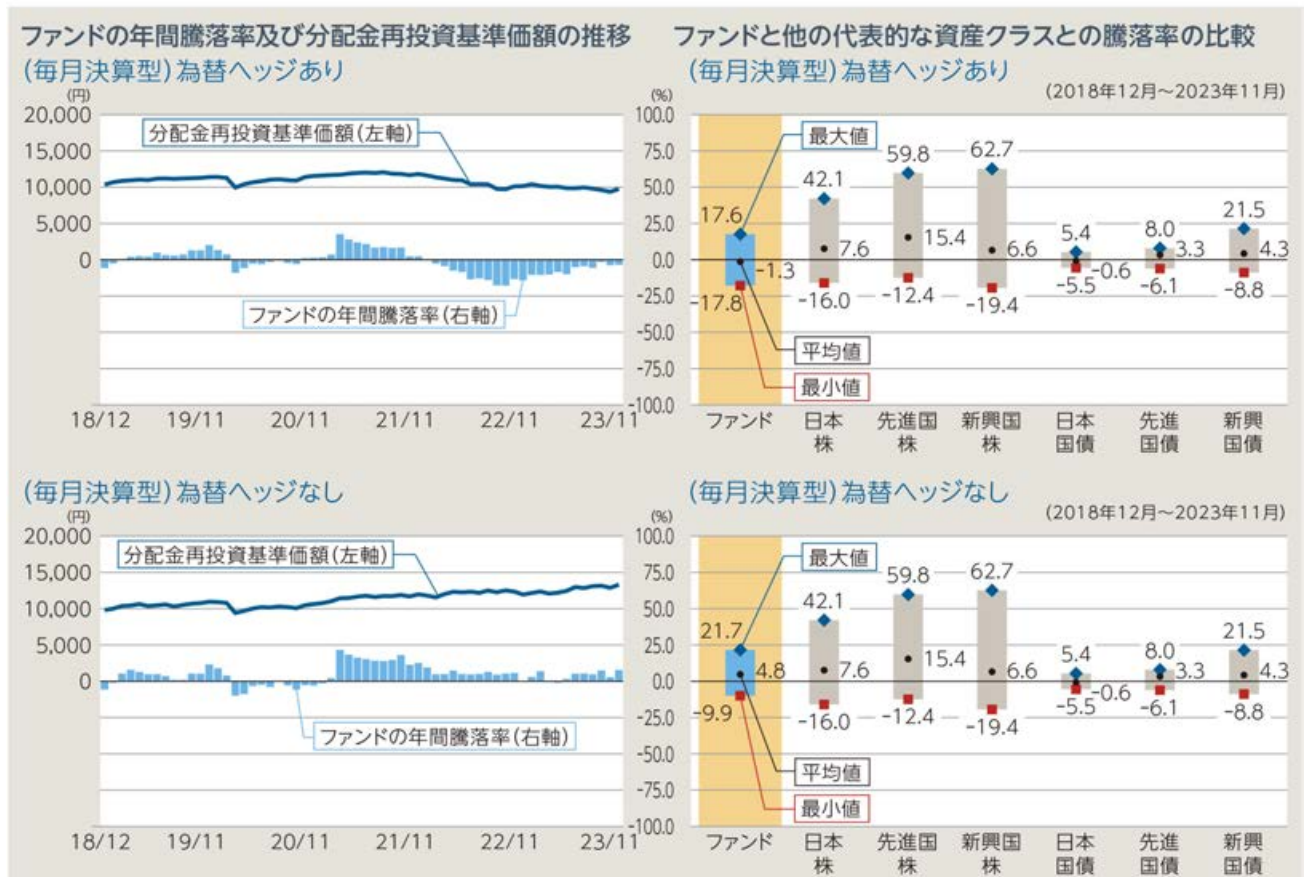 ファンドの年間騰落率及び分配金再投資基準価額の推移
(毎月決算型)為替ヘッジあり
(円)
(%)
20,000
100.0
15,000
75.0
10,000
50.0
5,000
25.0
0
0.0
-25.0
-50.0
-75.0
-100.0
分配金再投資基準価額(左軸)
ファンドの年間騰落率(右軸)
18/12 19/11 20/11 21/11 22/11 23/11
ファンドと他の代表的な資産クラスとの騰落率の比較
(毎月決算型)為替ヘッジあり
(2018年12月〜2023年11月)
最大値
17.6 42.1 59.8 62.7 5.4 8.0 21.5
-1.3 7.6 15.4 6.6 -0.6 3.3 4.3
-17.8 -16.0 -12.4 -19.4 -5.5 -6.1 -8.8
平均値
最小値
ファンド 日本 先進国 新興国 日本 先進 新興
株 株 株 国債 国債 国債
(毎月決算型)為替ヘッジなし
(円)
(%)
20,000
100.0
15,000
75.0
10,000
50.0
5,000
25.0
0
0.0
-25.0
-50.0
-75.0
-100.0
分配金再投資基準価額(左軸)
ファンドの年間騰落率(右軸)
18/12 19/11 20/11 21/11 22/11 23/11
(毎月決算型)為替ヘッジなし
(2018年12月〜2023年11月)
最大値
21.7 42.1 59.8 62.7 5.4 8.0 21.5
4.8 7.6 15.4 6.6 -0.6 3.3 4.3
-9.9 -16.0 -12.4 -19.4 -5.5 -6.1 -8.8
平均値
最小値
ファンド 日本 先進国 新興国 日本 先進 新興
株 株 株 国債 国債 国債